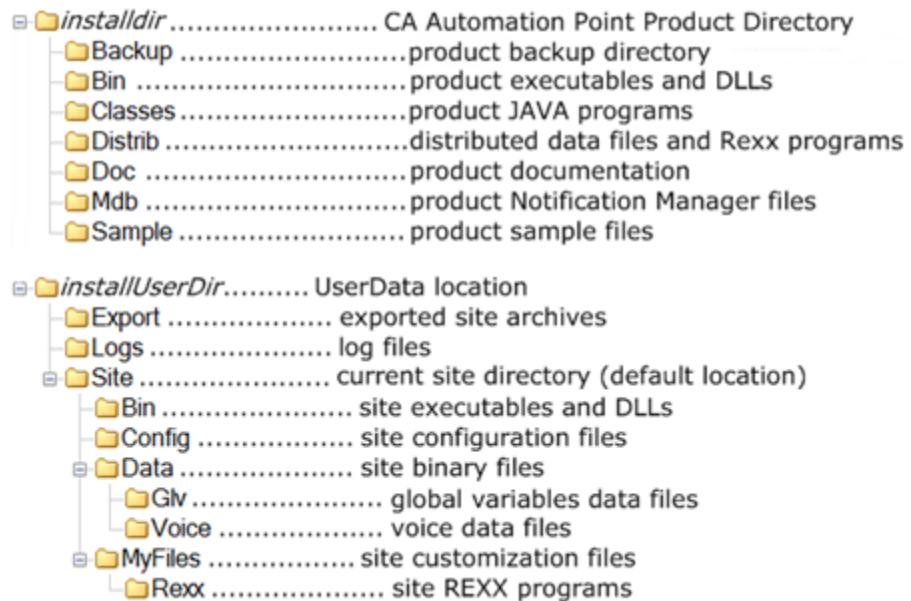 installdir ........................ CA Automation Point Product Directory
Backup ...........................product backup directory
Bin ...............................product executables and DLLs
Classes ..........................product JAVA programs
Distrib ............................distributed data files and Rexx programs
Doc ..............................product documentation
Mdb ..............................product Notification Manager files
Sample .......................... product sample files
installUserDir.......... UserData location
Export ................... exported site archives
Logs ..................... log files
Site ...................... current site directory (default location)
Bin ...................... site executables and DLLs
Config .................. site configuration files
Data .................... site binary files
Glv ...................... global variables data files
Voice ................... voice data files
MyFiles ................. site customization files
Rexx .................... site REXX programs